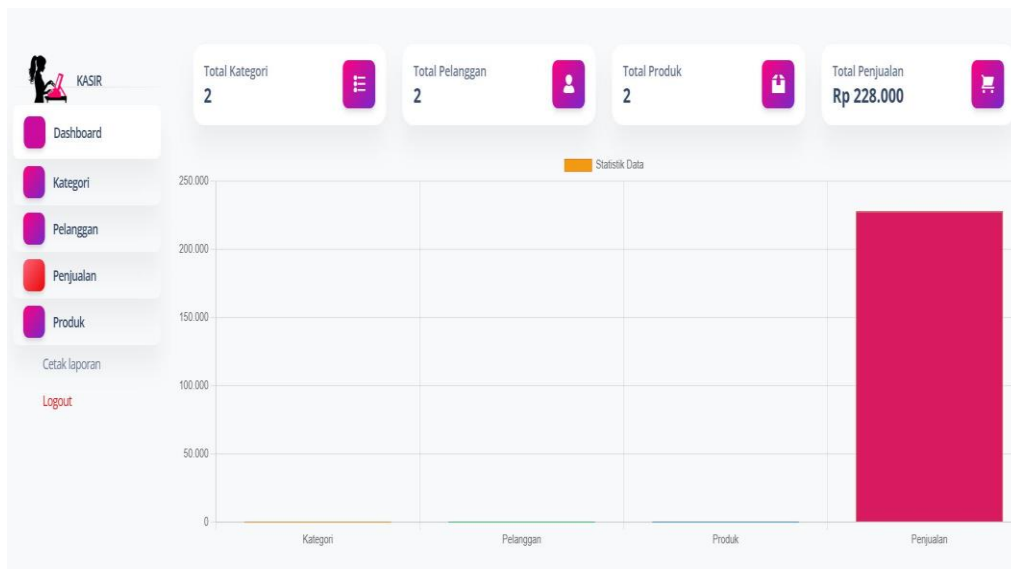 KASIR
Dashboard
Kategori
Pelanggan
Penjualan
Produk
Cetak laporan
Logout
Total Kategori
2
Total Pelanggan
2
Total Produk
2
Total Penjualan
Rp 228.000
Statistik Data
250.000
200.000
150.000
100.000
50.000
0
Kategori
Pelanggan
Produk
Penjualan